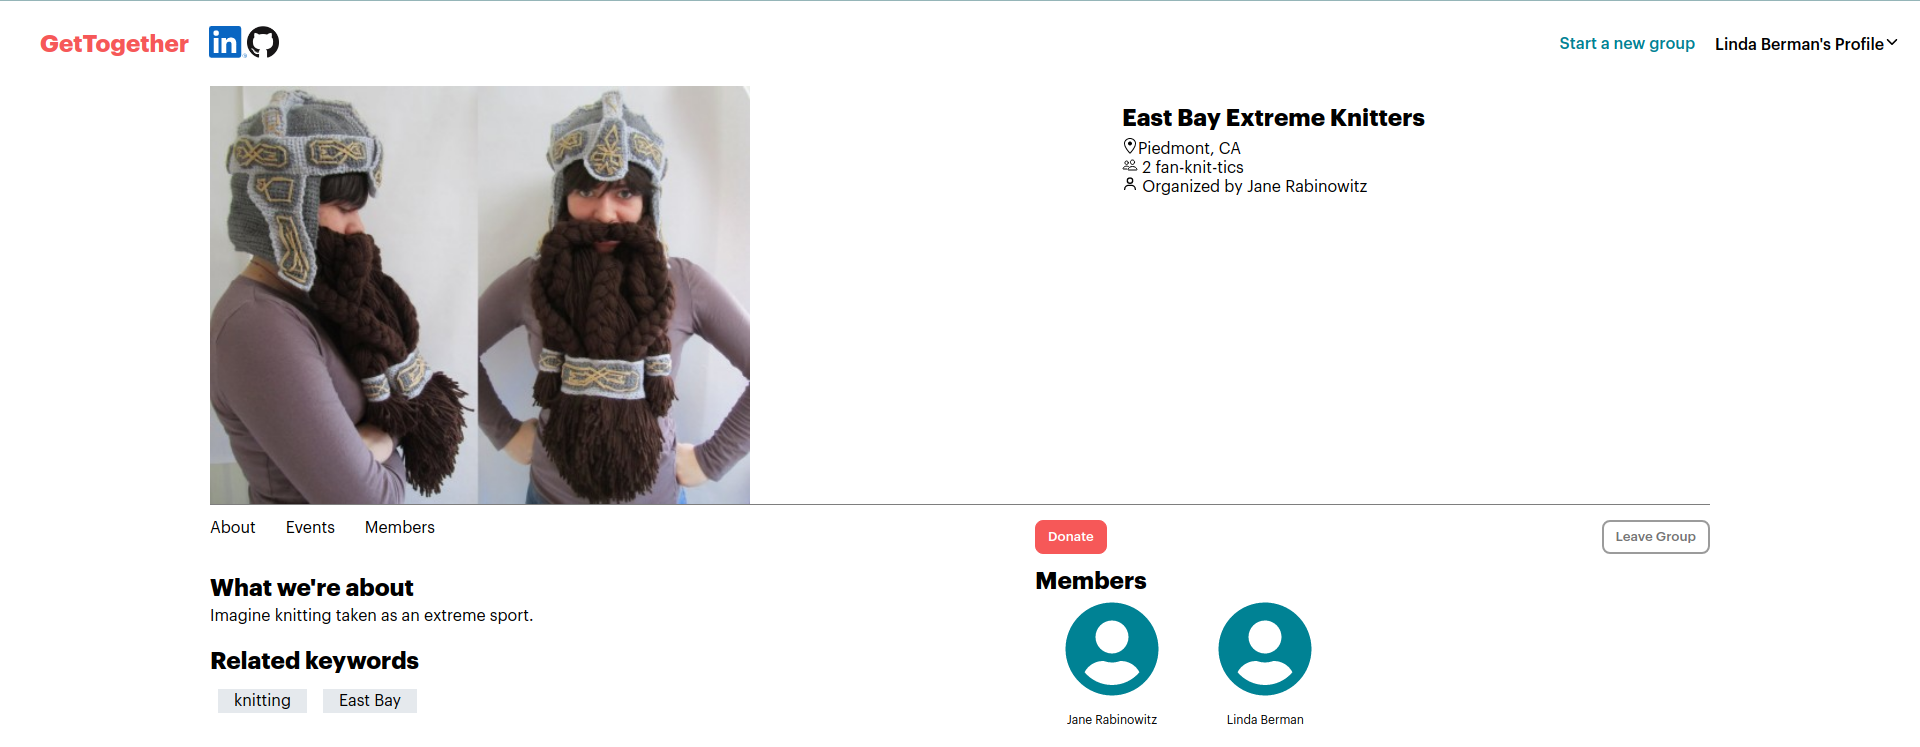 GetTogether
in
Start a new group
Linda Berman's Profile
East Bay Extreme Knitters
Piedmont, CA
2 fan-knit-tics
Organized by Jane Rabinowitz
About Events Members
Donate
Leave Group
What we're about
Imagine knitting taken as an extreme sport.
Related keywords
knitting East Bay
Members
Jane Rabinowitz Linda Berman